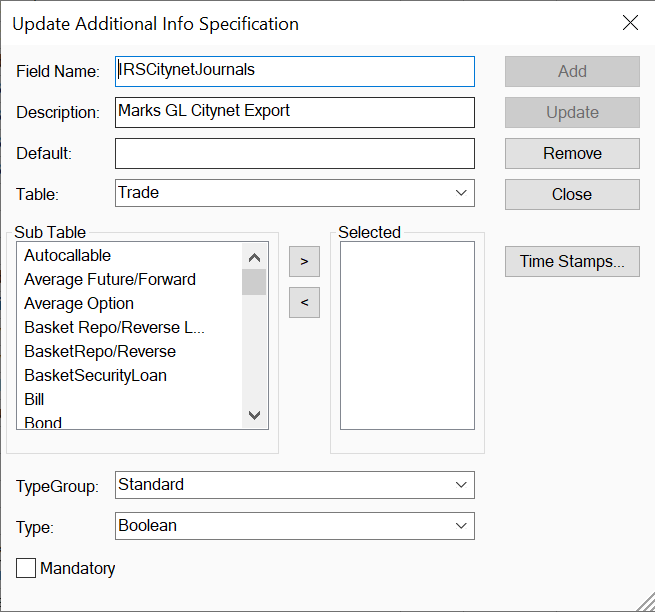 Update Additional Info Specification
Field Name: IRSCitynetJournals Add
Description: Marks GL Citynet Export Update
Default: Remove
Table: Trade Close
Sub Table Selected
Autocallable
Average Future/Forward
Average Option
Basket Repo/Reverse L...
BasketRepo/Reverse
BasketSecurityLoan
Bill
Bond
>
<
Time Stamps...
TypeGroup: Standard
Type: Boolean
Mandatory